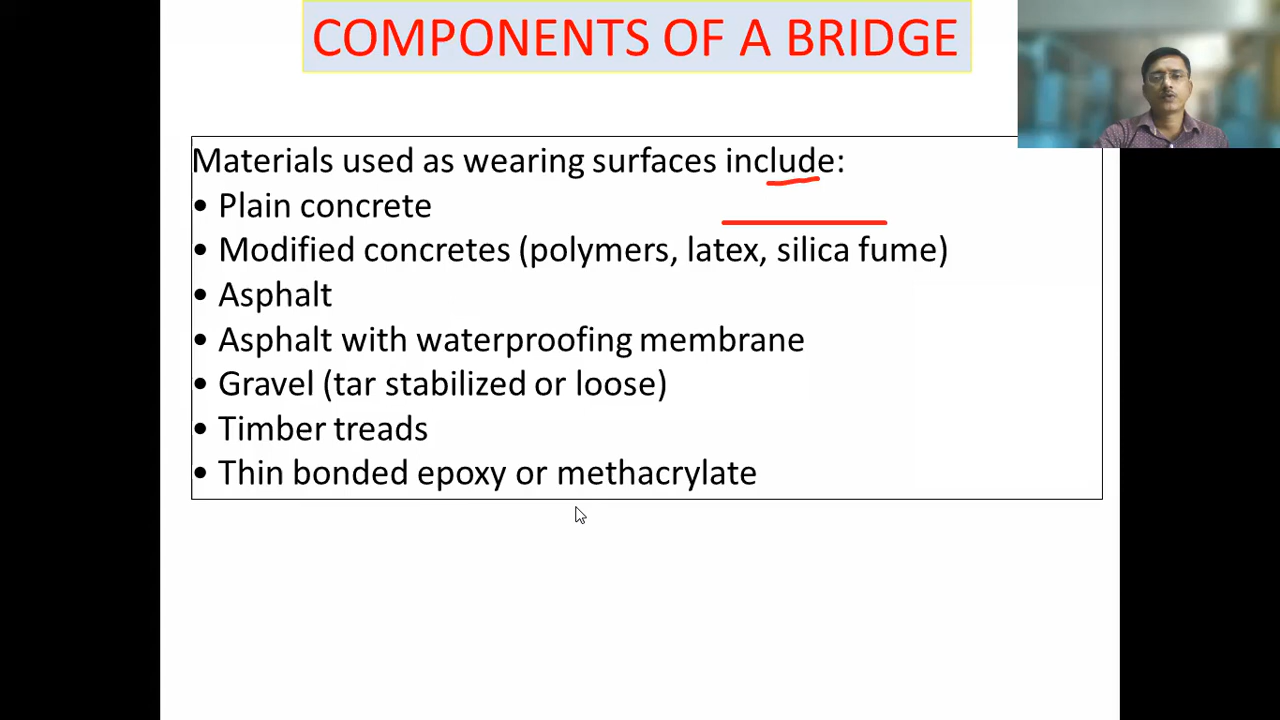 COMPONENTS OF A BRIDGE
Materials used as wearing surfaces include:
• Plain concrete
• Modified concretes (polymers, latex, silica fume)
• Asphalt
• Asphalt with waterproofing membrane
• Gravel (tar stabilized or loose)
• Timber treads
• Thin bonded epoxy or methacrylate